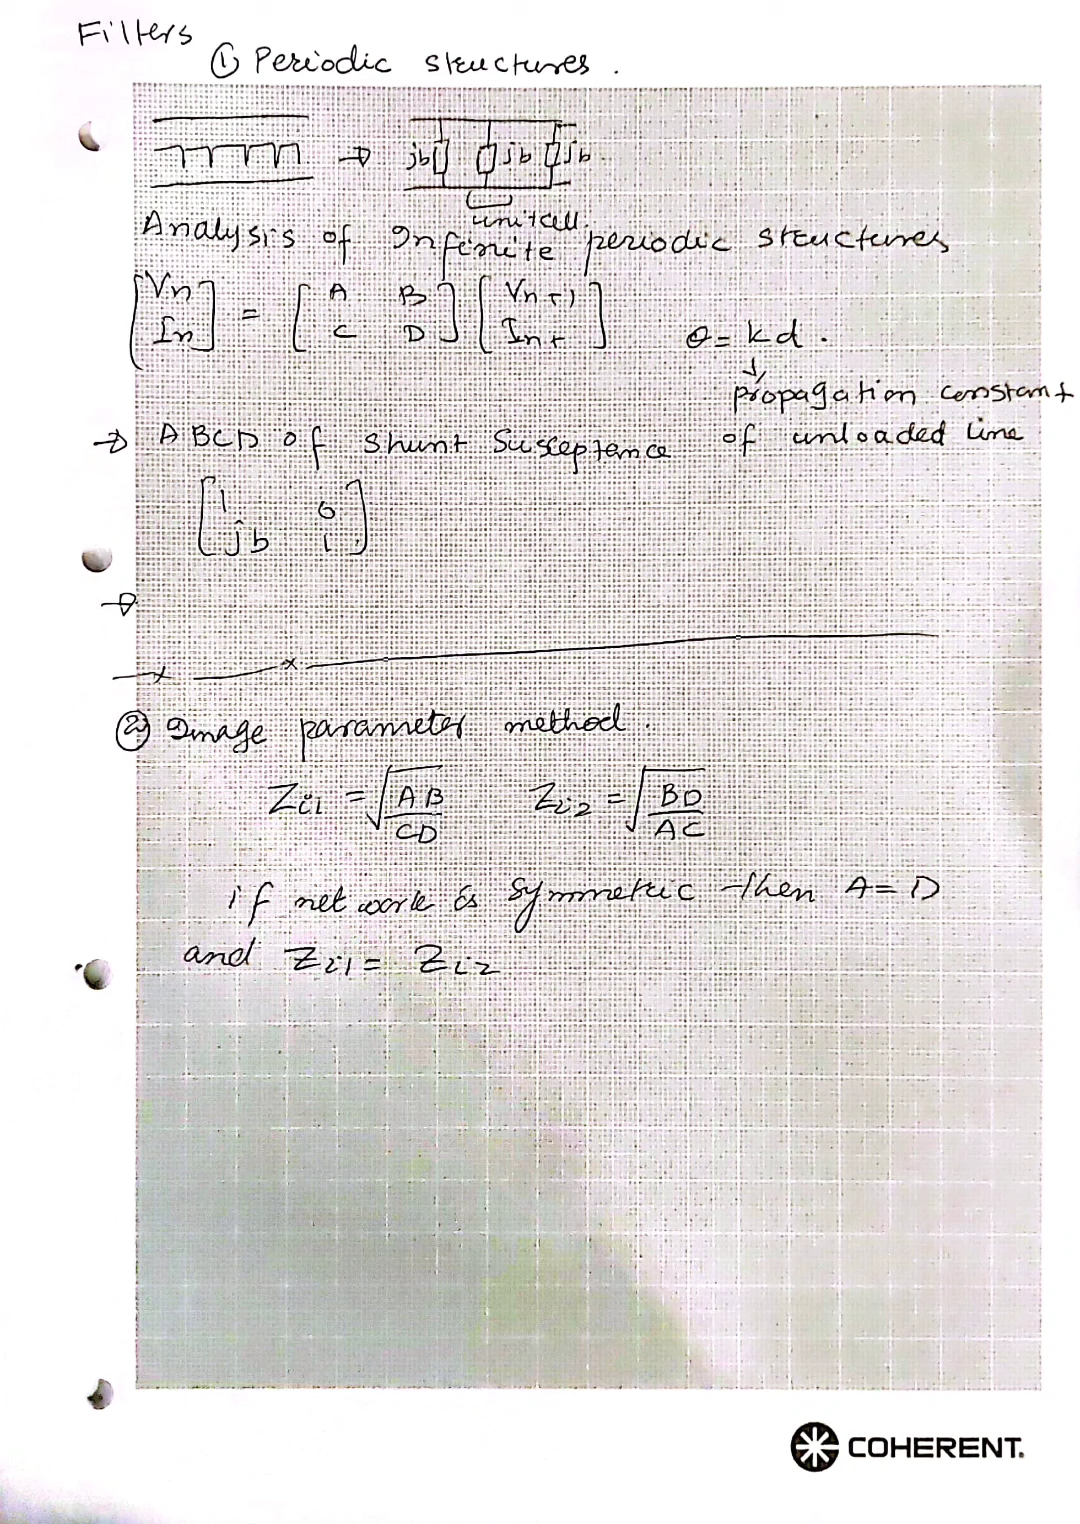 Filters
① Periodic structures.
jb jb jb
unit cell.
Analysis of Infinite periodic structures
[Vn In] = [A B C D] [Vn+1 In+]
θ = kd.
propagation constant
of unloaded line
→ ABCD of shunt Susceptance
[1 0
jb 1]
② Image parameter method.
Zi1 = √(AB/CD) Zi2 = √(BD/AC)
if network is symmetric then A = D
and Zi1 = Zi2
COHERENT.